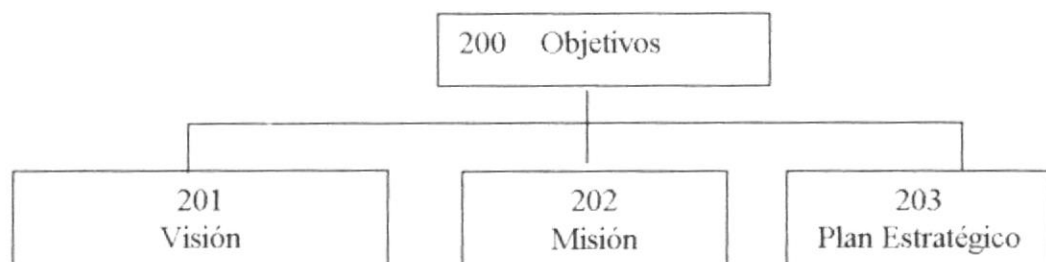 200 Objetivos
201
Visión
202
Misión
203
Plan Estratégico